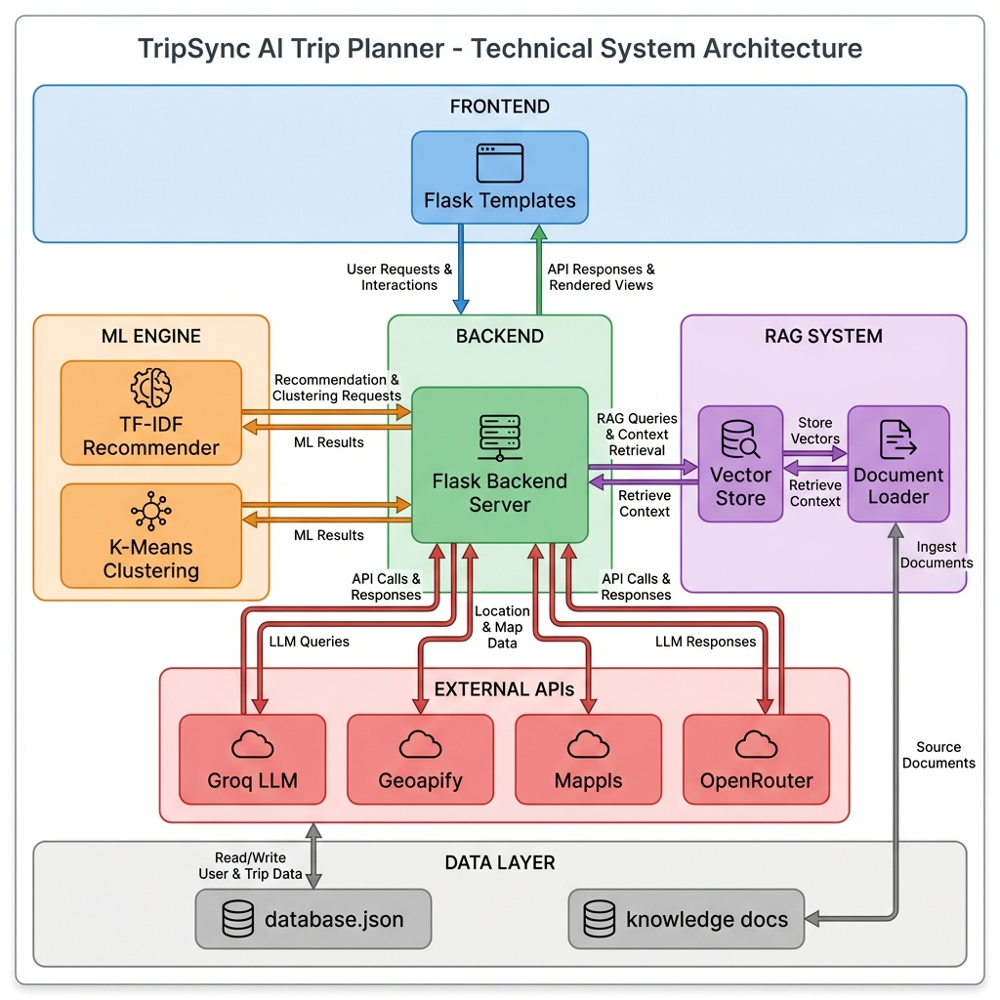 TripSync AI Trip Planner - Technical System Architecture
FRONTEND
Flask Templates
User Requests &
Interactions
API Responses &
Rendered Views
ML ENGINE
TF-IDF
Recommender
K-Means
Clustering
Recommendation &
Clustering Requests
ML Results
ML Results
BACKEND
Flask Backend
Server
RAG Queries
& Context
Retrieval
Retrieve
Context
RAG SYSTEM
Vector
Store
Store
Vectors
Retrieve
Context
Document
Loader
Ingest
Documents
API Calls &
Responses
LLM Queries
Location
& Map
Data
API Calls &
Responses
LLM Responses
EXTERNAL APIs
Groq LLM
Geoapify
Mappls
OpenRouter
Source
Documents
Read/Write
User & Trip Data
DATA LAYER
database.json
knowledge docs